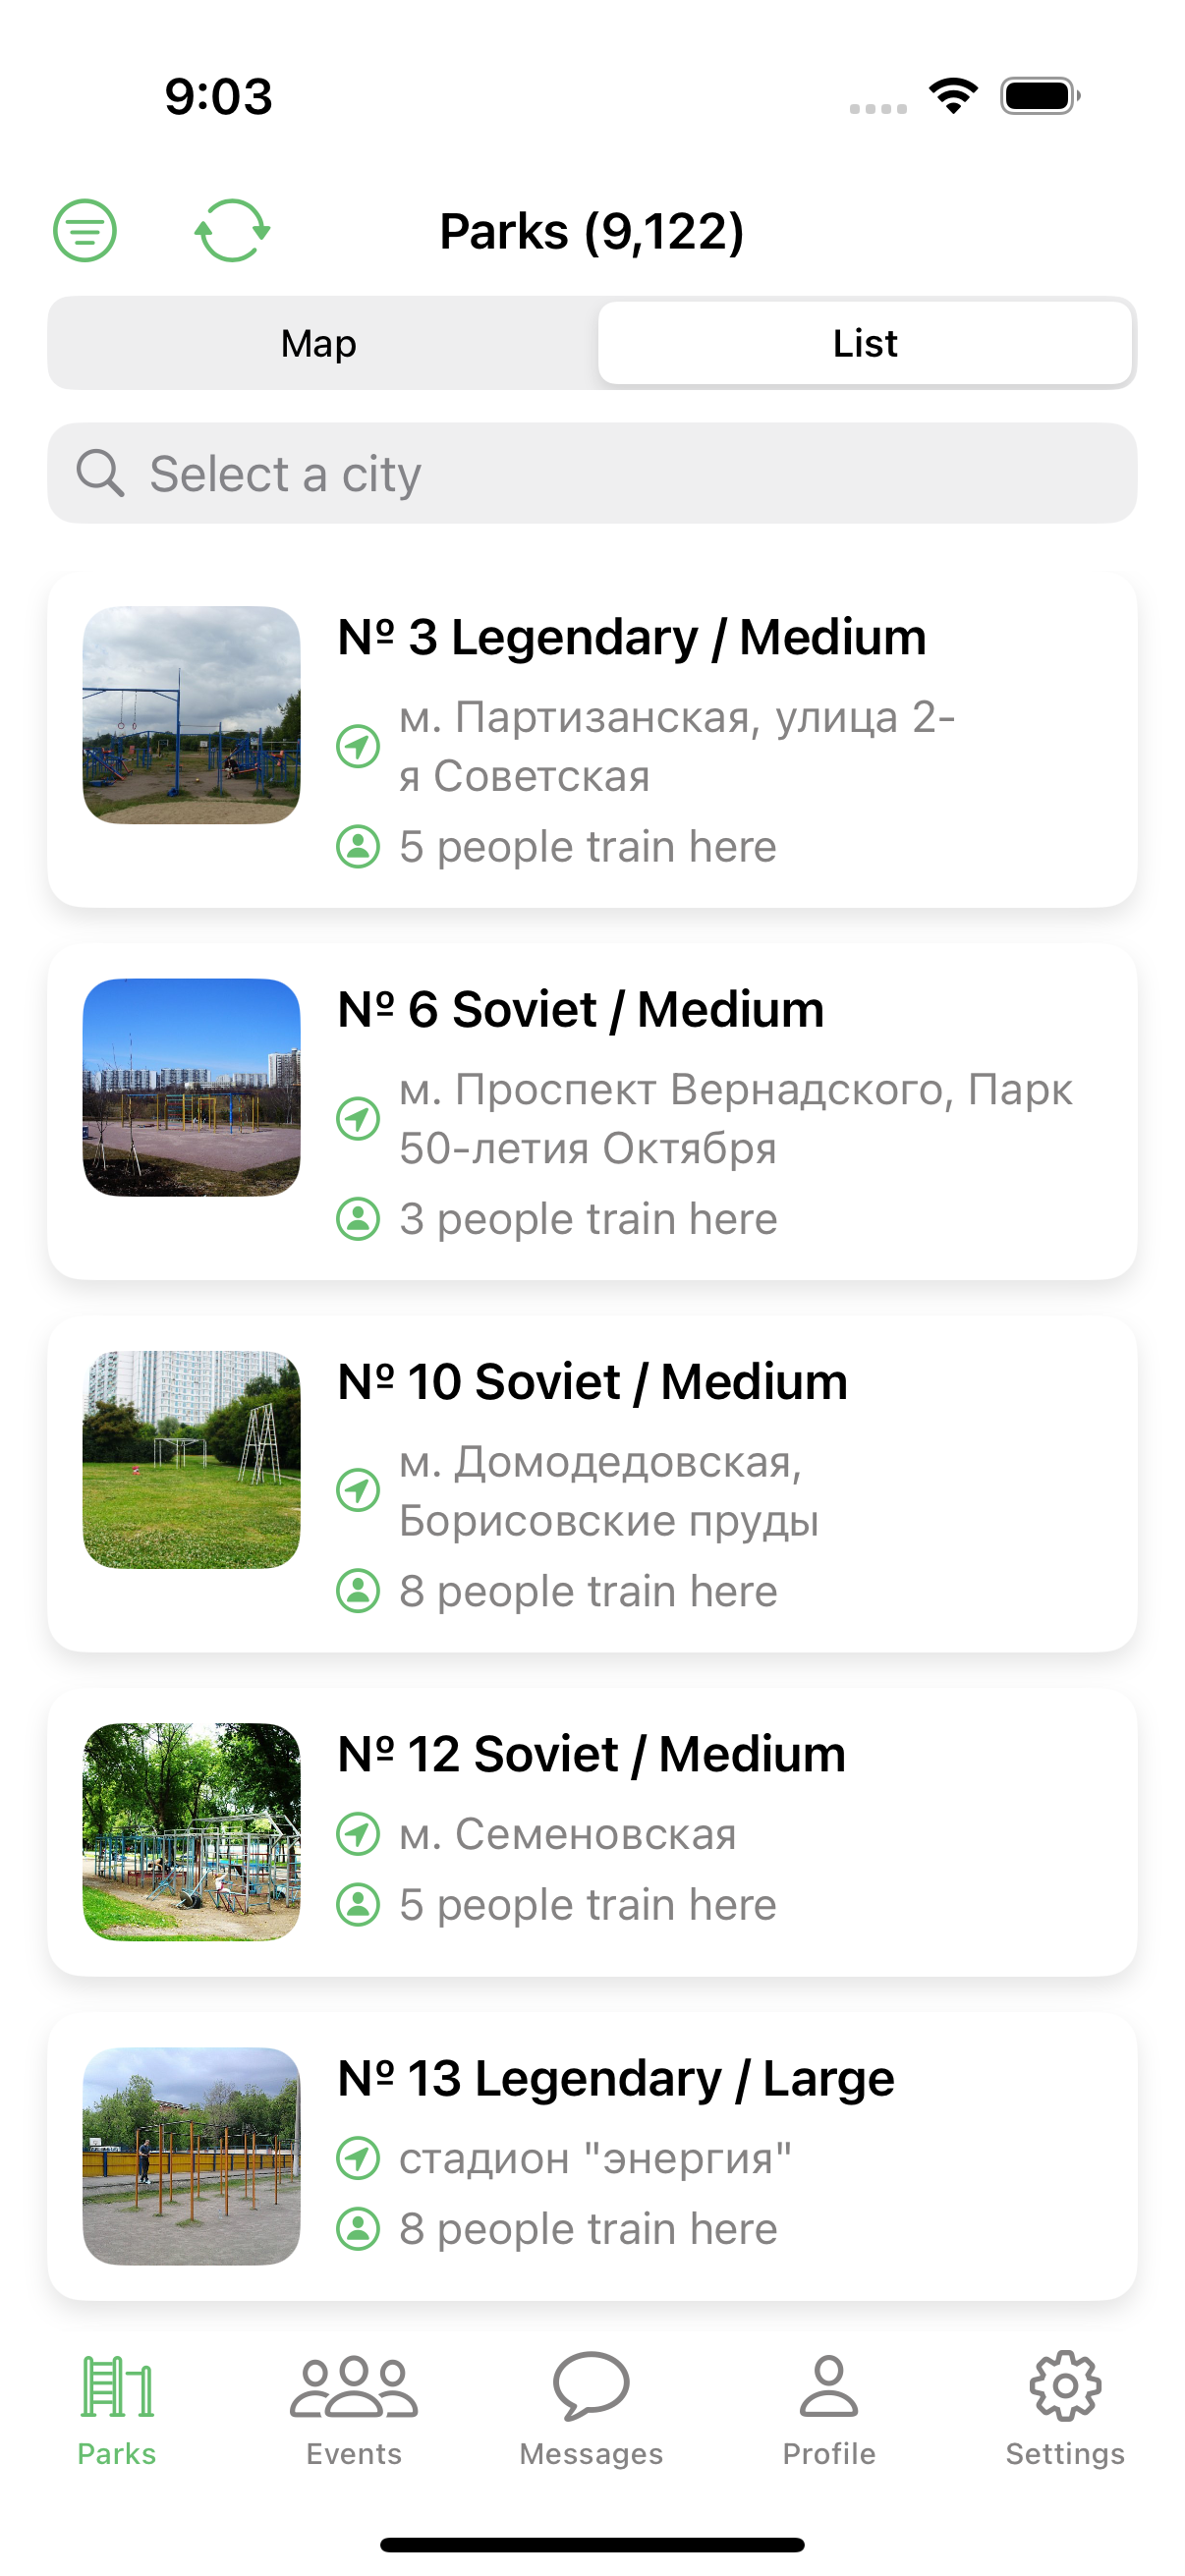 9:03
Parks (9,122)
Map
List
Select a city
№ 3 Legendary / Medium
м. Партизанская, улица 2-
я Советская
5 people train here
№ 6 Soviet / Medium
м. Проспект Вернадского, Парк
50-летия Октября
3 people train here
№ 10 Soviet / Medium
м. Домодедовская,
Борисовские пруды
8 people train here
№ 12 Soviet / Medium
м. Семеновская
5 people train here
№ 13 Legendary / Large
стадион "энергия"
8 people train here
Parks
Events
Messages
Profile
Settings